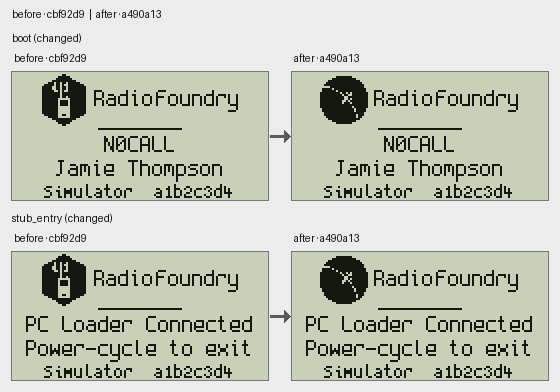 before·cbf92d9 | after·a490a13
boot (changed)
before·cbf92d9
after·a490a13
RadioFoundry
N0CALL
Jamie Thompson
Simulator a1b2c3d4
RadioFoundry
N0CALL
Jamie Thompson
Simulator a1b2c3d4
stub_entry (changed)
before·cbf92d9
after·a490a13
RadioFoundry
PC Loader Connected
Power-cycle to exit
Simulator a1b2c3d4
RadioFoundry
PC Loader Connected
Power-cycle to exit
Simulator a1b2c3d4